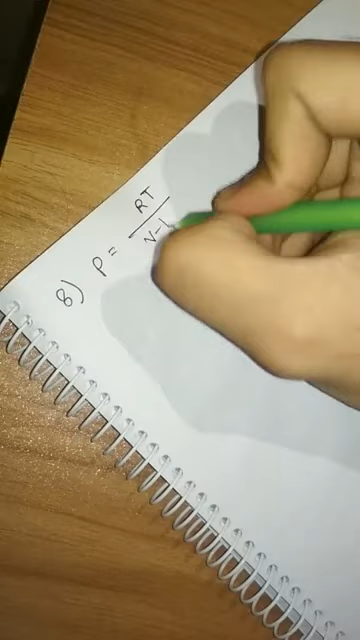 8) P = RT
V-